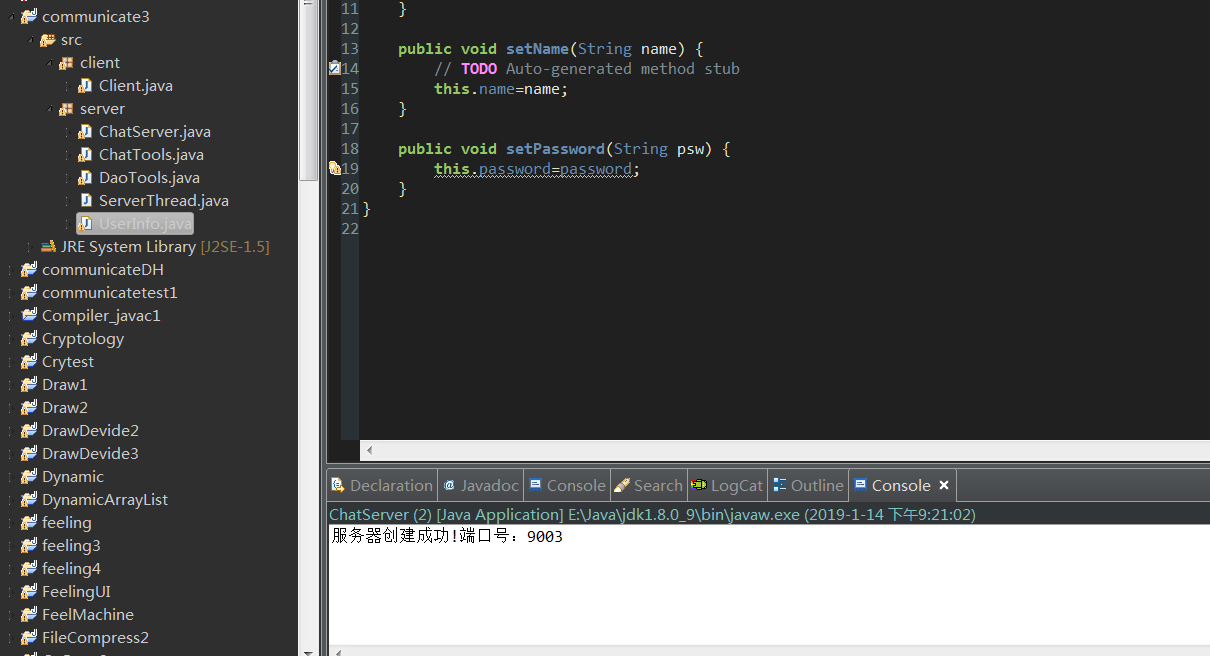 communicate3
src
client
Client.java
server
ChatServer.java
ChatTools.java
DaoTools.java
ServerThread.java
UserInfo.java
JRE System Library [J2SE-1.5]
communicateDH
communicatetest1
Compiler_javac1
Cryptology
Crytest
Draw1
Draw2
DrawDevide2
DrawDevide3
Dynamic
DynamicArrayList
feeling
feeling3
feeling4
FeelingUI
FeelMachine
FileCompress2
11 }
12
13 public void setName(String name) {
14 // TODO Auto-generated method stub
15 this.name=name;
16 }
17
18 public void setPassword(String psw) {
19 this.password=password;
20 }
21 }
22
Declaration Javadoc Console Search LogCat Outline Console
ChatServer (2) [Java Application] E:\Java\jdk1.8.0_9\bin\javaw.exe (2019-1-14 下午9:21:02)
服务器创建成功!端口号：9003